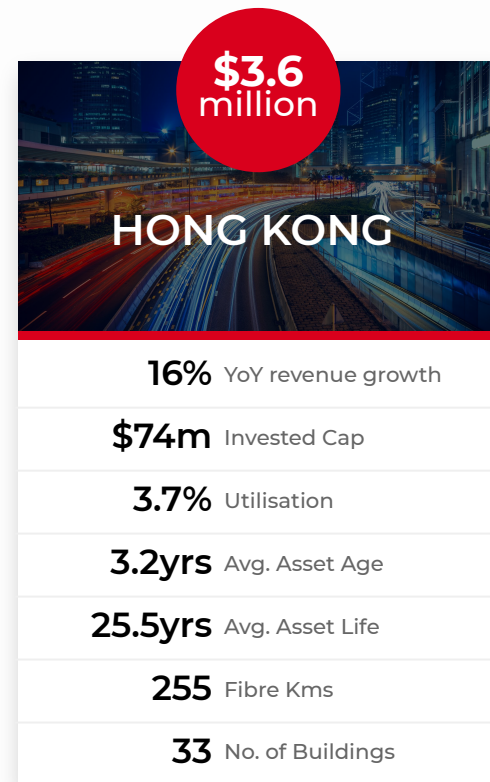 $3.6
million
HONG KONG
16% YoY revenue growth
$74m Invested Cap
3.7% Utilisation
3.2yrs Avg. Asset Age
25.5yrs Avg. Asset Life
255 Fibre Kms
33 No. of Buildings